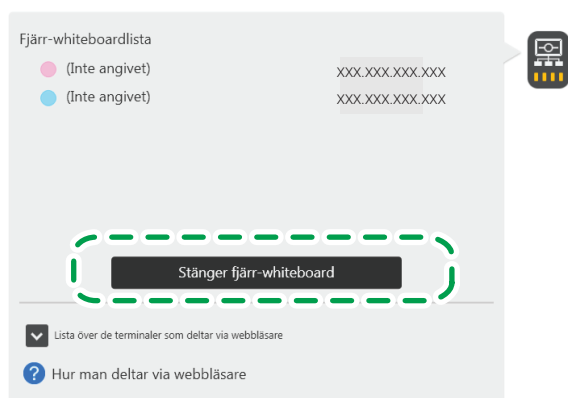 Fjärr-whiteboardlista
(Inte angivet) XXX.XXX.XXX.XXX
(Inte angivet) XXX.XXX.XXX.XXX
Stänger fjärr-whiteboard
Lista över de terminaler som deltar via webbläsare
? Hur man deltar via webbläsare